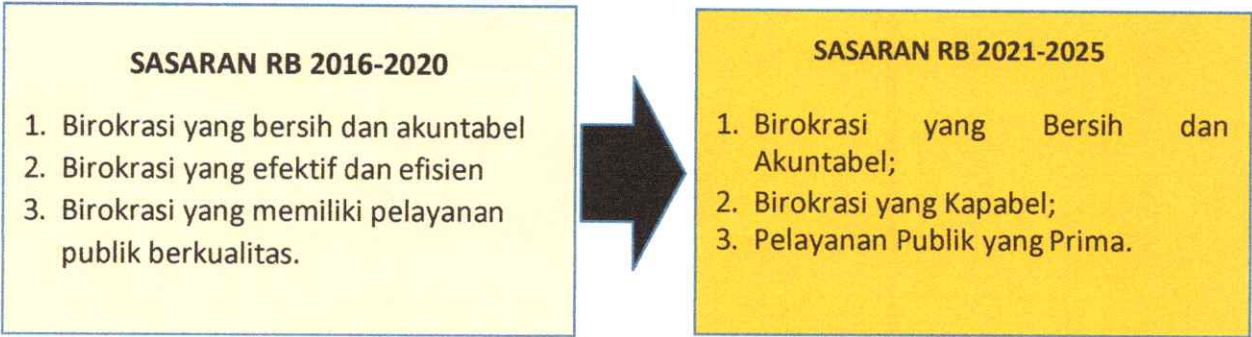 SASARAN RB 2016-2020
1. Birokrasi yang bersih dan akuntabel
2. Birokrasi yang efektif dan efisien
3. Birokrasi yang memiliki pelayanan
publik berkualitas.
SASARAN RB 2021-2025
1. Birokrasi yang Bersih dan
Akuntabel;
2. Birokrasi yang Kapabel;
3. Pelayanan Publik yang Prima.